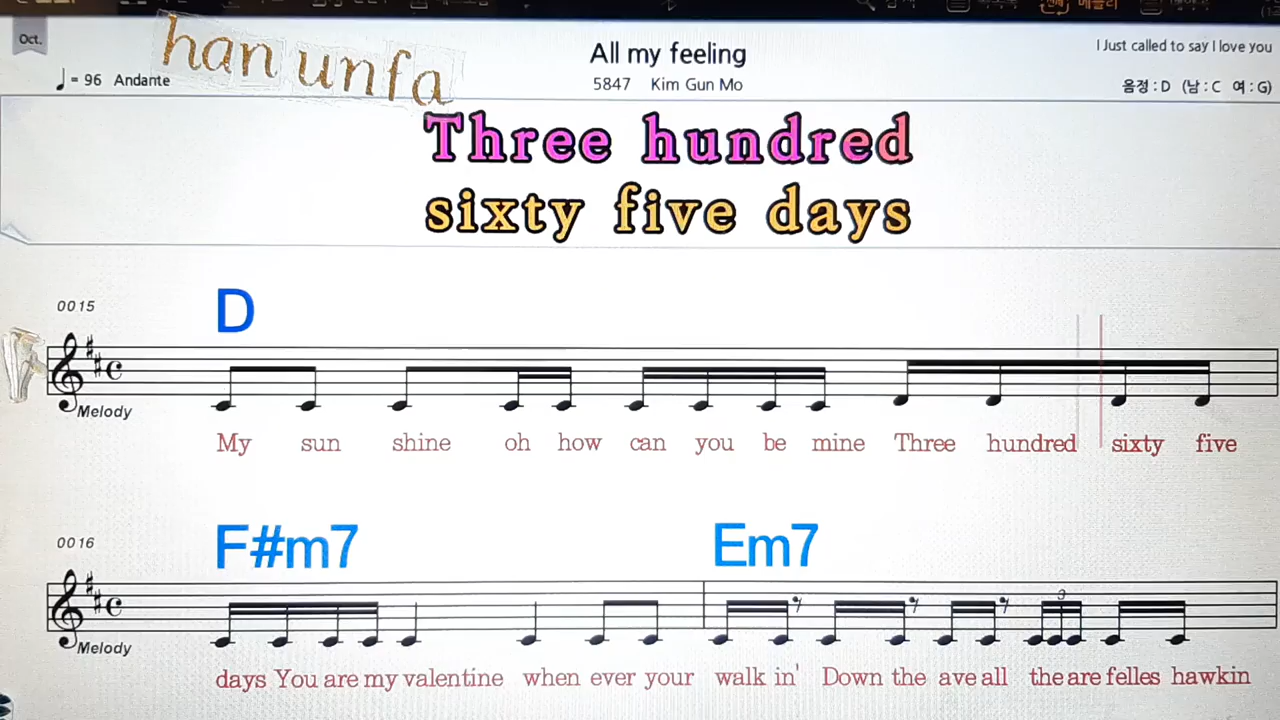 Oct.
han unfa
All my feeling
I Just called to say I love you
♩= 96 Andante
5847 Kim Gun Mo
음정 : D (남 : C 여 : G)
Three hundred
sixty five days
0015
D
Melody
My sun shine oh how can you be mine Three hundred sixty five
0016
F#m7 Em7
3
Melody
days You are my valentine when ever your walk in' Down the ave all the are felles hawkin